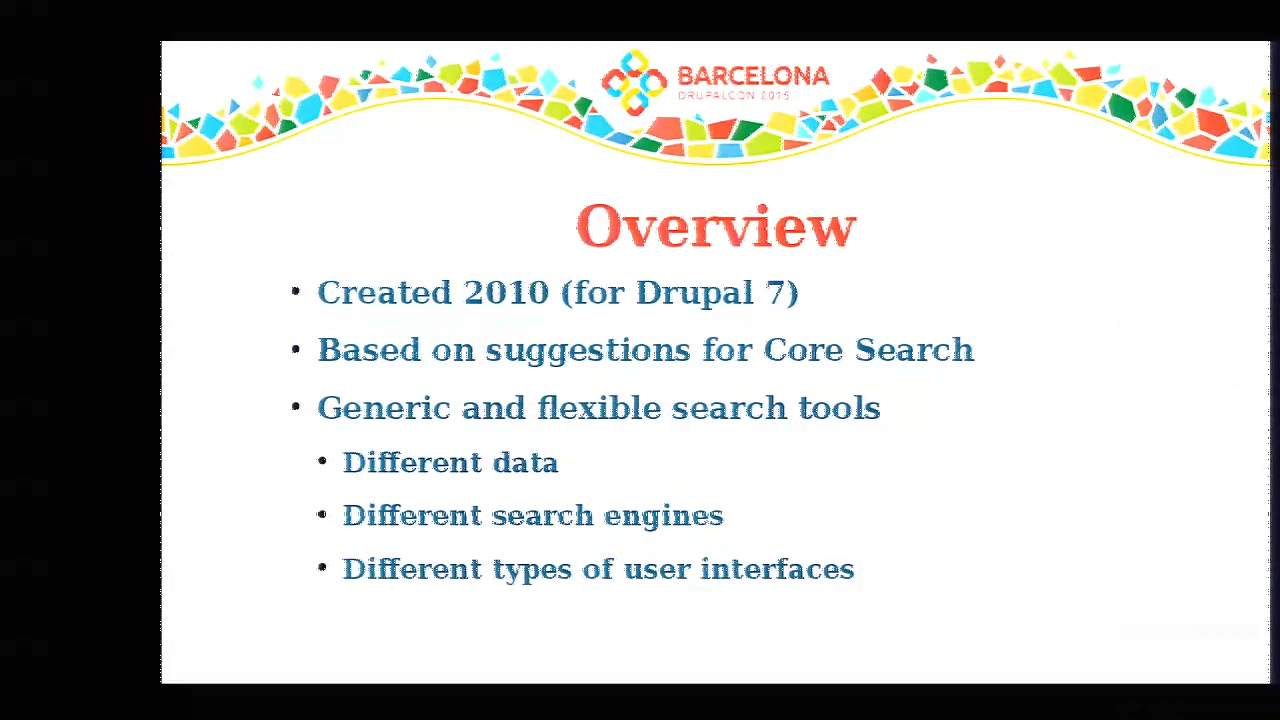 BARCELONA
DRUPALCON 2015
Overview
• Created 2010 (for Drupal 7)
• Based on suggestions for Core Search
• Generic and flexible search tools
• Different data
• Different search engines
• Different types of user interfaces